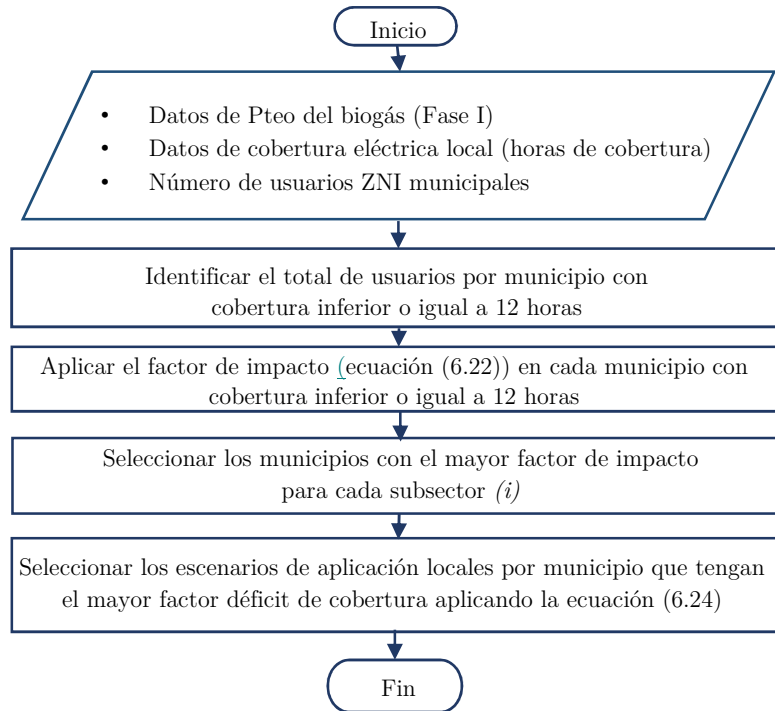 Inicio
• Datos de Pteo del biogás (Fase I)
• Datos de cobertura eléctrica local (horas de cobertura)
• Número de usuarios ZNI municipales
Identificar el total de usuarios por municipio con
cobertura inferior o igual a 12 horas
Aplicar el factor de impacto (ecuación (6.22)) en cada municipio con
cobertura inferior o igual a 12 horas
Seleccionar los municipios con el mayor factor de impacto
para cada subsector (i)
Seleccionar los escenarios de aplicación locales por municipio que tengan
el mayor factor déficit de cobertura aplicando la ecuación (6.24)
Fin